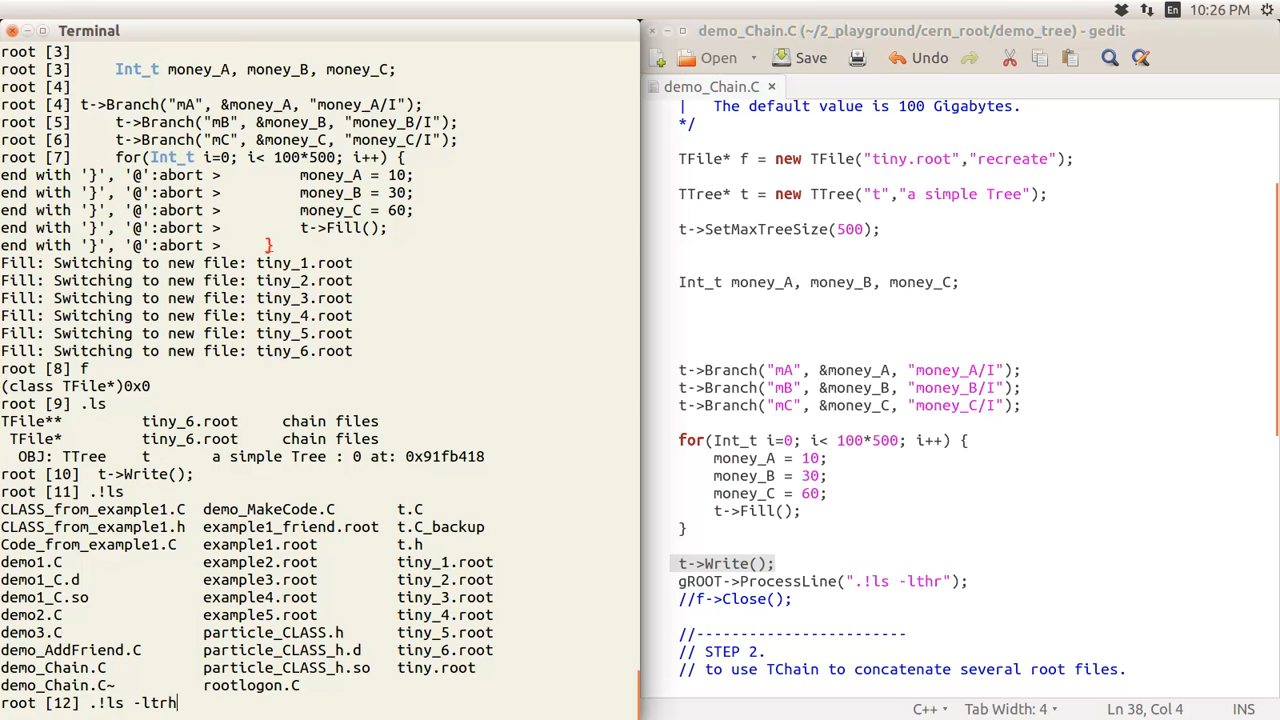 En 10:26 PM
Terminal
root [3]
root [3]     Int_t money_A, money_B, money_C;
root [4]
root [4] t->Branch("mA", &money_A, "money_A/I");
root [5]     t->Branch("mB", &money_B, "money_B/I");
root [6]     t->Branch("mC", &money_C, "money_C/I");
root [7]     for(Int_t i=0; i< 100*500; i++) {
end with '}', '@':abort >         money_A = 10;
end with '}', '@':abort >         money_B = 30;
end with '}', '@':abort >         money_C = 60;
end with '}', '@':abort >         t->Fill();
end with '}', '@':abort >     }
Fill: Switching to new file: tiny_1.root
Fill: Switching to new file: tiny_2.root
Fill: Switching to new file: tiny_3.root
Fill: Switching to new file: tiny_4.root
Fill: Switching to new file: tiny_5.root
Fill: Switching to new file: tiny_6.root
root [8] f
(class TFile*)0x0
root [9] .ls
TFile**         tiny_6.root     chain files
 TFile*         tiny_6.root     chain files
  OBJ: TTree    t       a simple Tree : 0 at: 0x91fb418
root [10]  t->Write();
root [11] .!ls
CLASS_from_example1.C  demo_MakeCode.C       t.C
CLASS_from_example1.h  example1_friend.root  t.C_backup
Code_from_example1.C   example1.root         t.h
demo1.C                example2.root         tiny_1.root
demo1_C.d              example3.root         tiny_2.root
demo1_C.so             example4.root         tiny_3.root
demo2.C                example5.root         tiny_4.root
demo3.C                particle_CLASS.h      tiny_5.root
demo_AddFriend.C       particle_CLASS_h.d    tiny_6.root
demo_Chain.C           particle_CLASS_h.so   tiny.root
demo_Chain.C~          rootlogon.C
root [12] .!ls -ltrh
demo_Chain.C (~/2_playground/cern_root/demo_tree) - gedit
Open Save Undo
demo_Chain.C ×
|   The default value is 100 Gigabytes.
*/
TFile* f = new TFile("tiny.root","recreate");
TTree* t = new TTree("t","a simple Tree");
t->SetMaxTreeSize(500);
Int_t money_A, money_B, money_C;
t->Branch("mA", &money_A, "money_A/I");
t->Branch("mB", &money_B, "money_B/I");
t->Branch("mC", &money_C, "money_C/I");
for(Int_t i=0; i< 100*500; i++) {
    money_A = 10;
    money_B = 30;
    money_C = 60;
    t->Fill();
}
t->Write();
gROOT->ProcessLine(".!ls -lthr");
//f->Close();
//-------------------------
// STEP 2.
// to use TChain to concatenate several root files.
C++ Tab Width: 4 Ln 38, Col 4 INS